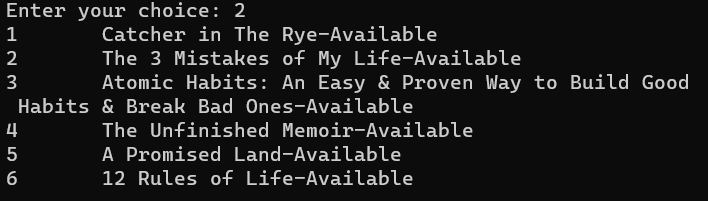 Enter your choice: 2
1 Catcher in The Rye-Available
2 The 3 Mistakes of My Life-Available
3 Atomic Habits: An Easy & Proven Way to Build Good
Habits & Break Bad Ones-Available
4 The Unfinished Memoir-Available
5 A Promised Land-Available
6 12 Rules of Life-Available